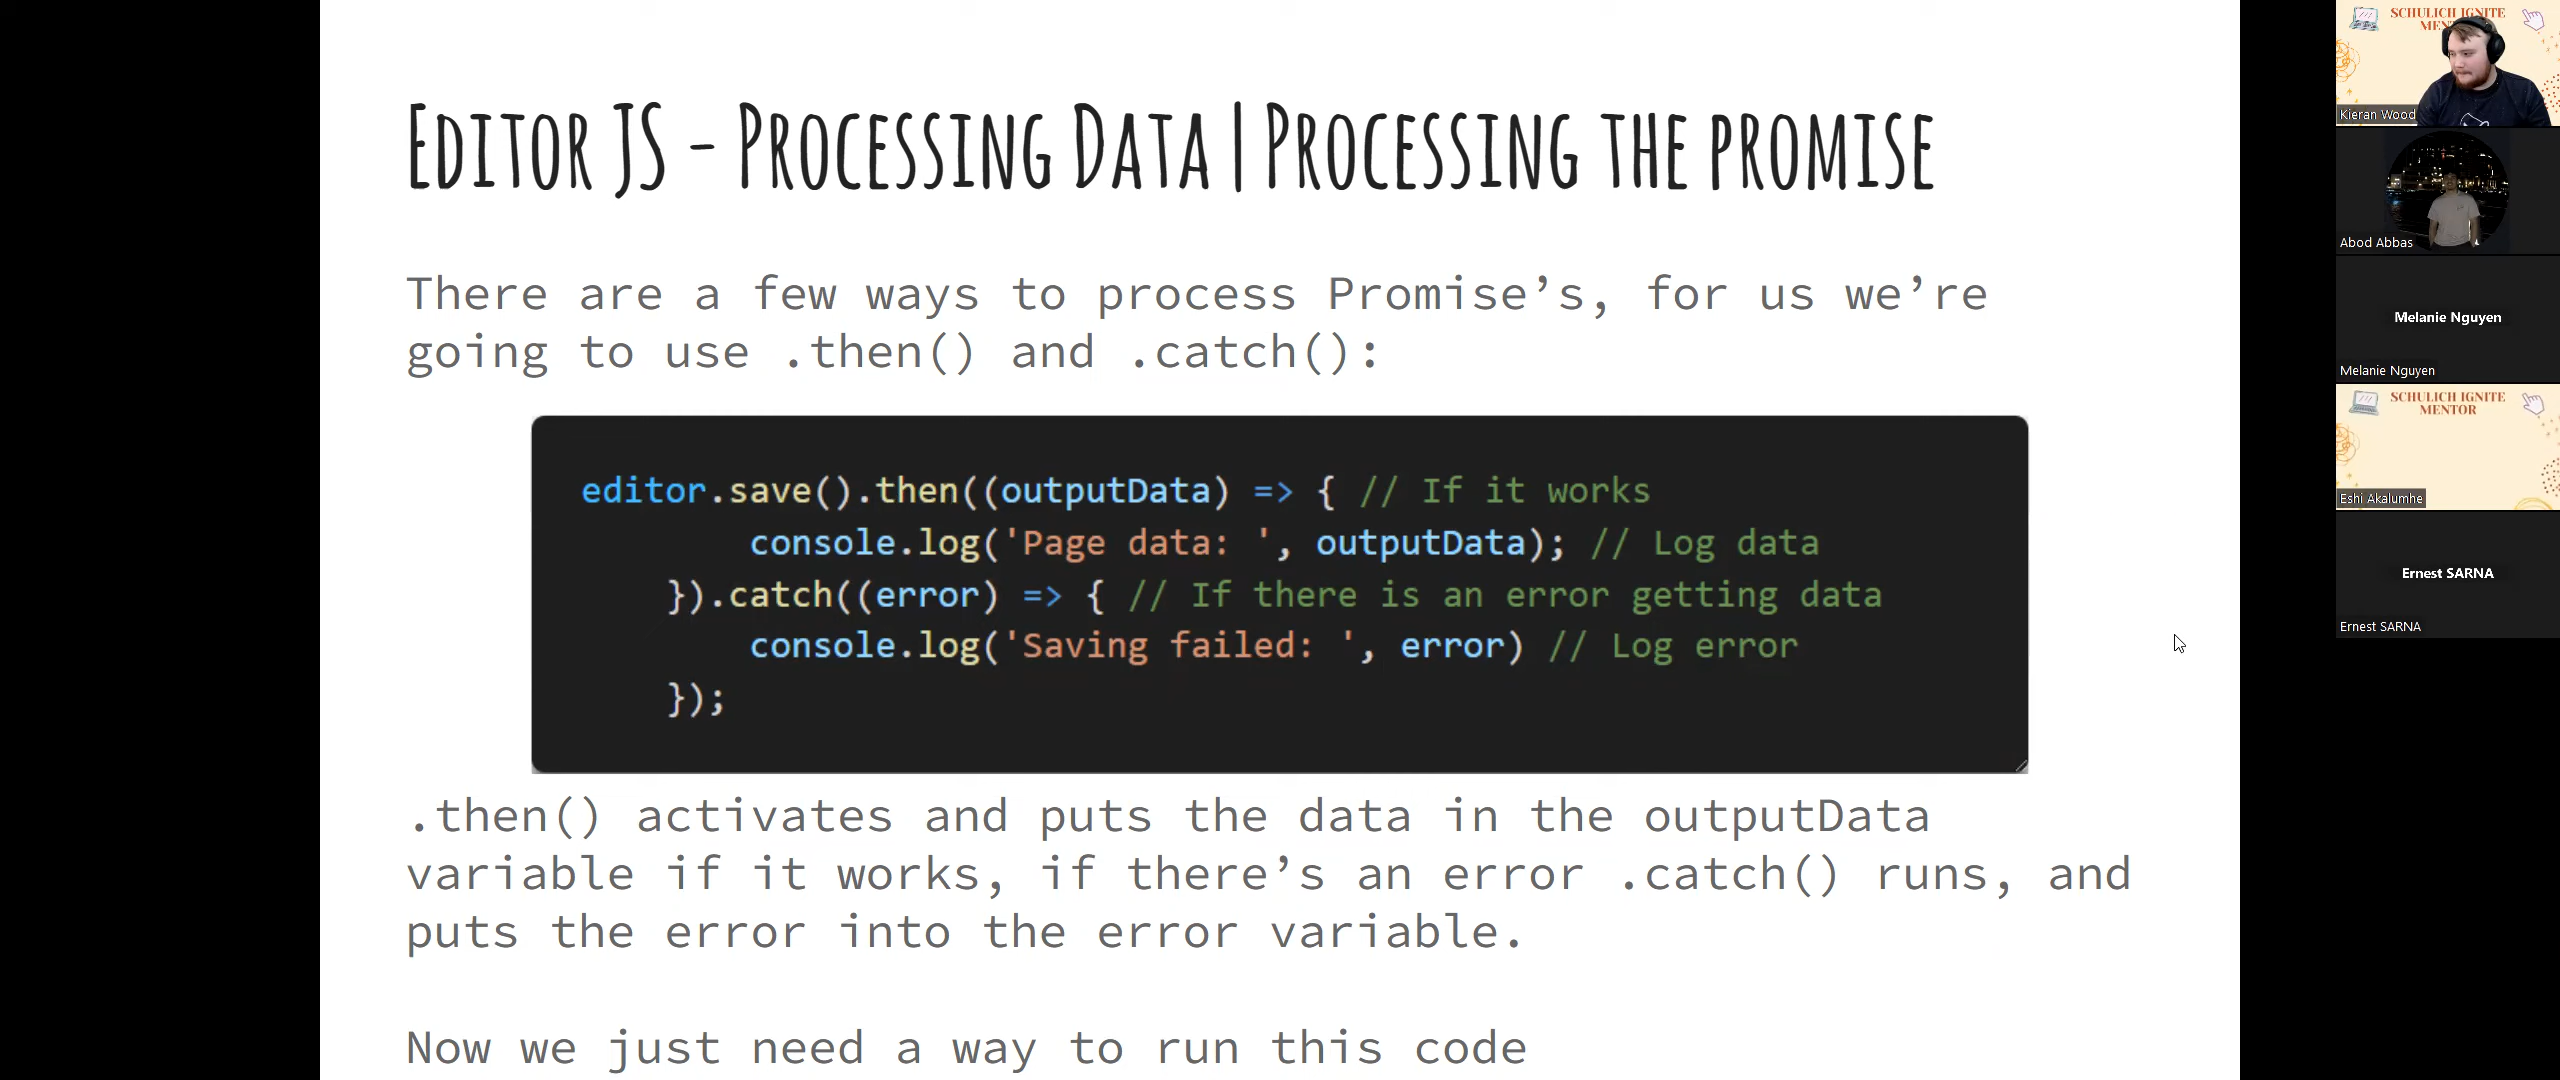 EDITOR JS - PROCESSING DATA | PROCESSING THE PROMISE
There are a few ways to process Promise’s, for us we’re
going to use .then() and .catch():
editor.save().then((outputData) => { // If it works
console.log('Page data: ', outputData); // Log data
}).catch((error) => { // If there is an error getting data
console.log('Saving failed: ', error) // Log error
});
.then() activates and puts the data in the outputData
variable if it works, if there’s an error .catch() runs, and
puts the error into the error variable.
Now we just need a way to run this code
SCHULICH IGNITE
Kieran Wood
Abod Abbas
Melanie Nguyen
Melanie Nguyen
SCHULICH IGNITE
MENTOR
Eshi Akalumhe
Ernest SARNA
Ernest SARNA